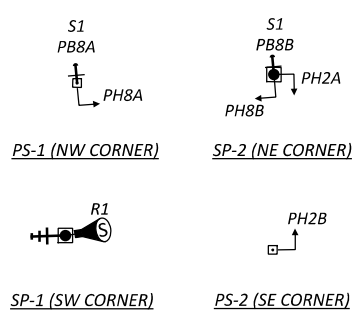 S1
PB8A
PH8A
PS-1 (NW CORNER)
S1
PB8B
PH2A
PH8B
SP-2 (NE CORNER)
R1
S
SP-1 (SW CORNER)
PH2B
PS-2 (SE CORNER)